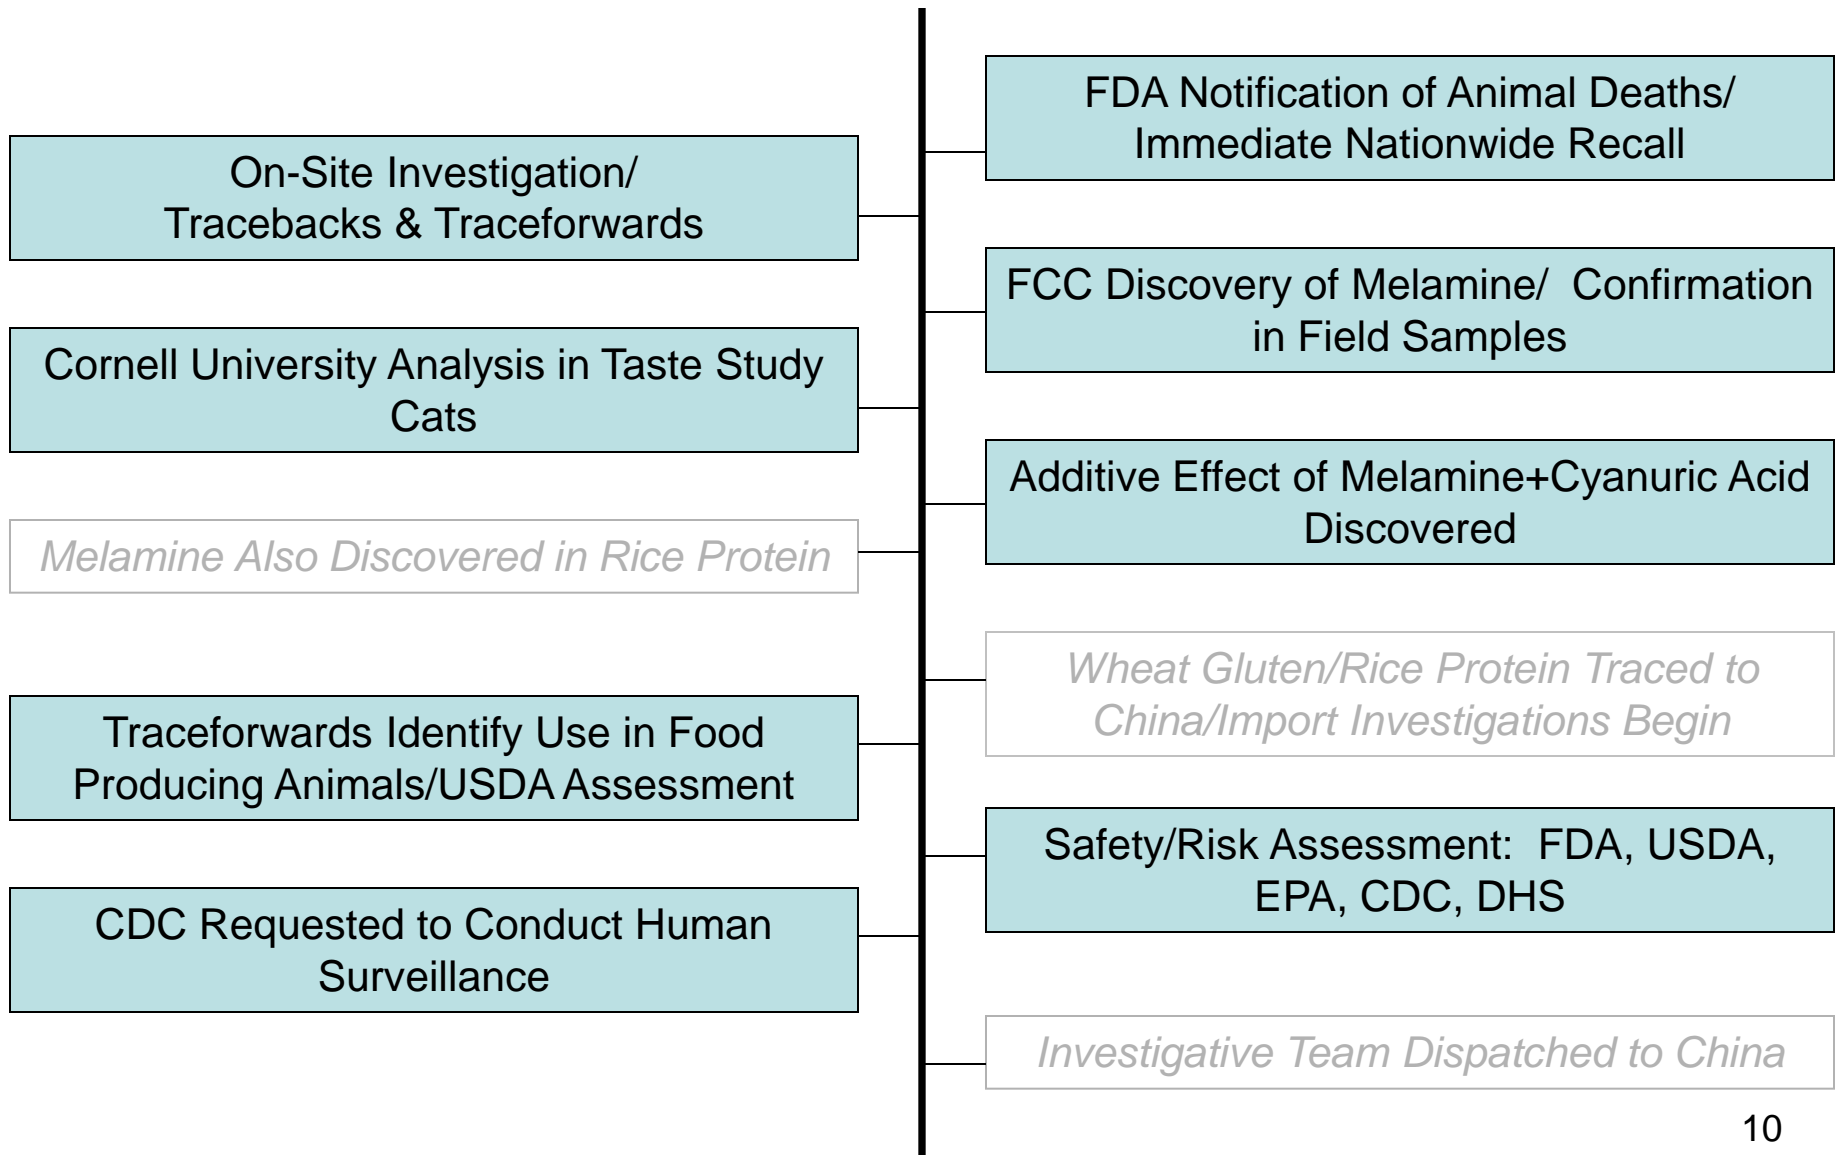 FDA Notification of Animal Deaths/
Immediate Nationwide Recall
On-Site Investigation/
Tracebacks & Traceforwards
FCC Discovery of Melamine/  Confirmation
in Field Samples
Cornell University Analysis in Taste Study
Cats
Additive Effect of Melamine+Cyanuric Acid
Discovered
Melamine Also Discovered in Rice Protein
Wheat Gluten/Rice Protein Traced to
China/Import Investigations Begin
Traceforwards Identify Use in Food
Producing Animals/USDA Assessment
Safety/Risk Assessment:  FDA, USDA,
EPA, CDC, DHS
CDC Requested to Conduct Human
Surveillance
Investigative Team Dispatched to China
10